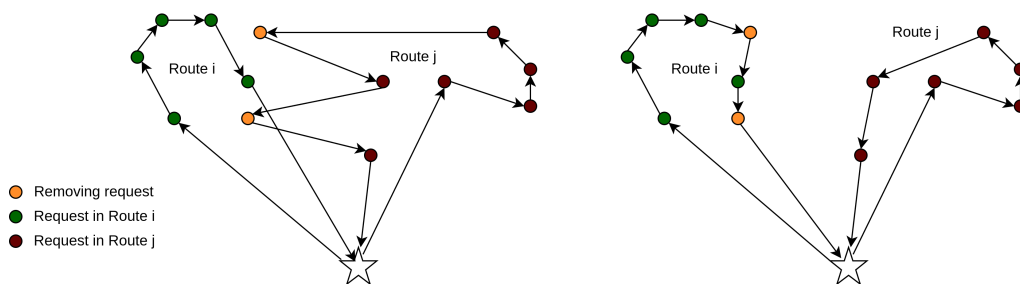 Route i
Route j
Route i
Route j
Removing request
Request in Route i
Request in Route j